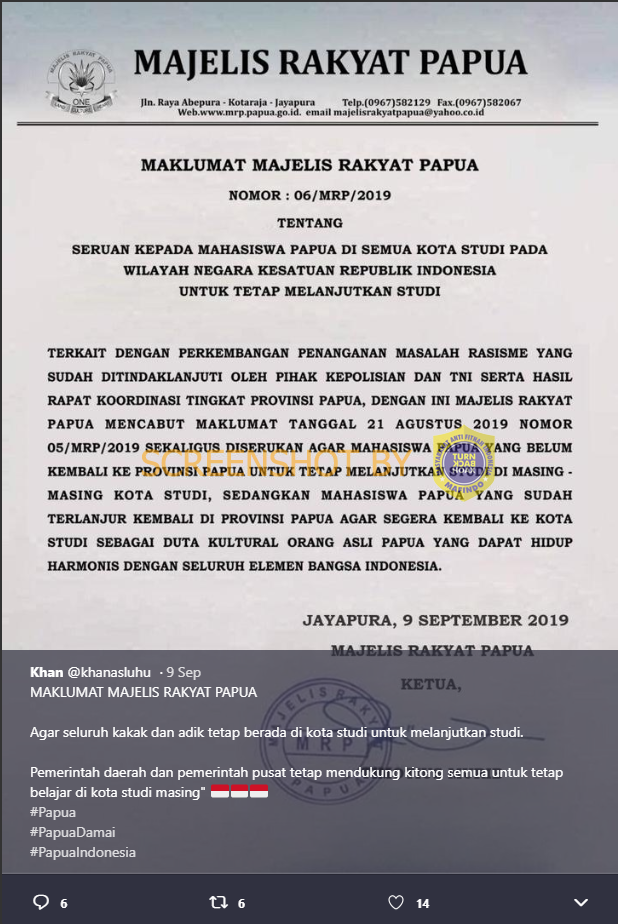 MAJELIS RAKYAT PAPUA
ONE
Jln. Raya Abepura - Kotaraja - Jayapura Telp.(0967)582129 Fax.(0967)582067
Web.www.mrp.papua.go.id. email majelisrakyatpapua@yahoo.co.id
MAKLUMAT MAJELIS RAKYAT PAPUA
NOMOR : 06/MRP/2019
TENTANG
SERUAN KEPADA MAHASISWA PAPUA DI SEMUA KOTA STUDI PADA
WILAYAH NEGARA KESATUAN REPUBLIK INDONESIA
UNTUK TETAP MELANJUTKAN STUDI
TERKAIT DENGAN PERKEMBANGAN PENANGANAN MASALAH RASISME YANG
SUDAH DITINDAKLANJUTI OLEH PIHAK KEPOLISIAN DAN TNI SERTA HASIL
RAPAT KOORDINASI TINGKAT PROVINSI PAPUA, DENGAN INI MAJELIS RAKYAT
PAPUA MENCABUT MAKLUMAT TANGGAL 21 AGUSTUS 2019 NOMOR
05/MRP/2019 SEKALIGUS DISERUKAN AGAR MAHASISWA PAPUA YANG BELUM
KEMBALI KE PROVINSI PAPUA UNTUK TETAP MELANJUTKAN STUDI DI MASING -
MASING KOTA STUDI, SEDANGKAN MAHASISWA PAPUA YANG SUDAH
TERLANJUR KEMBALI DI PROVINSI PAPUA AGAR SEGERA KEMBALI KE KOTA
STUDI SEBAGAI DUTA KULTURAL ORANG ASLI PAPUA YANG DAPAT HIDUP
HARMONIS DENGAN SELURUH ELEMEN BANGSA INDONESIA.
SCREENSHOT BY
TURN
BACK
HOAX
MAFINDO
JAYAPURA, 9 SEPTEMBER 2019
MAJELIS RAKYAT PAPUA
KETUA,
MAJELIS RAKYAT
MRP
PAPUA
Khan @khanasluhu · 9 Sep
MAKLUMAT MAJELIS RAKYAT PAPUA
Agar seluruh kakak dan adik tetap berada di kota studi untuk melanjutkan studi.
Pemerintah daerah dan pemerintah pusat tetap mendukung kitong semua untuk tetap
belajar di kota studi masing" 🇮🇩🇮🇩🇮🇩
#Papua
#PapuaDamai
#PapuaIndonesia
6 6 14